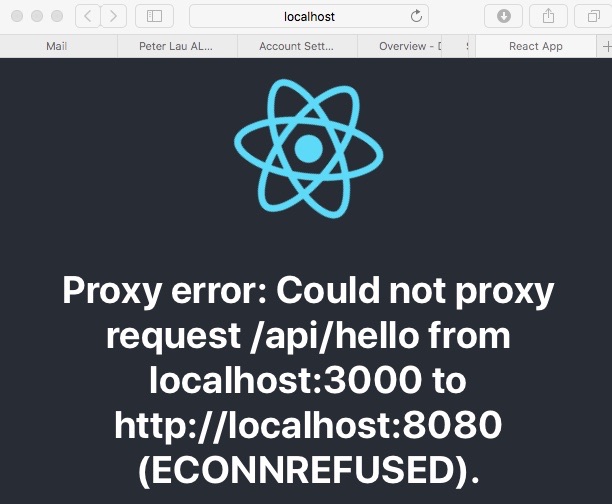 localhost
Mail
Peter Lau AL...
Account Sett...
Overview - D
React App
Proxy error: Could not proxy
request /api/hello from
localhost:3000 to
http://localhost:8080
(ECONNREFUSED).